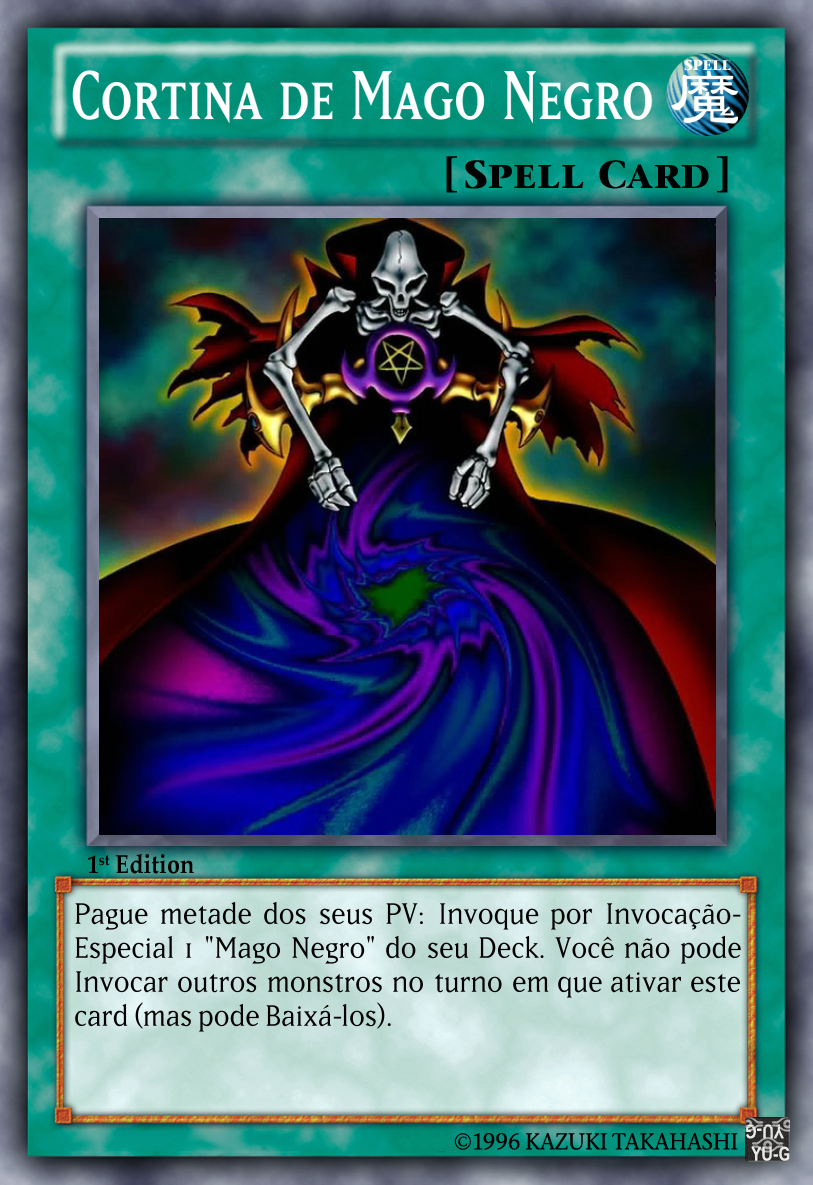 Cortina de Mago Negro
SPELL
魔
[Spell Card]
1st Edition
Pague metade dos seus PV: Invoque por Invocação-
Especial 1 "Mago Negro" do seu Deck. Você não pode
Invocar outros monstros no turno em que ativar este
card (mas pode Baixá-los).
©1996 KAZUKI TAKAHASHI
YU-G
YU-G